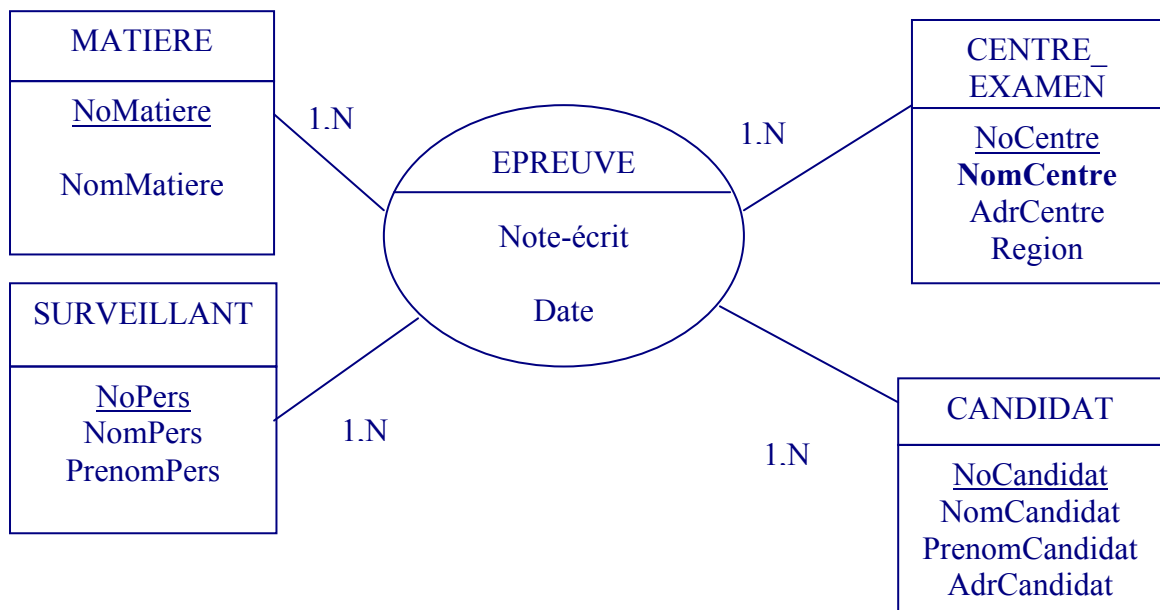 MATIERE
NoMatiere
NomMatiere
1.N
EPREUVE
Note-écrit
Date
1.N
CENTRE_
EXAMEN
NoCentre
NomCentre
AdrCentre
Region
SURVEILLANT
NoPers
NomPers
PrenomPers
1.N
1.N
CANDIDAT
NoCandidat
NomCandidat
PrenomCandidat
AdrCandidat